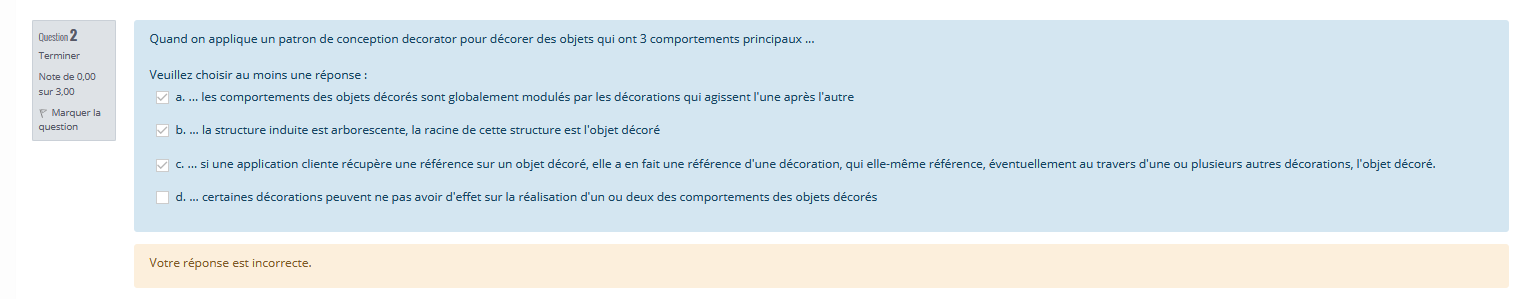 Question 2
Terminer
Note de 0,00
sur 3,00
Marquer la
question
Quand on applique un patron de conception decorator pour décorer des objets qui ont 3 comportements principaux ...
Veuillez choisir au moins une réponse :
a. ... les comportements des objets décorés sont globalement modulés par les décorations qui agissent l'une après l'autre
b. ... la structure induite est arborescente, la racine de cette structure est l'objet décoré
c. ... si une application cliente récupère une référence sur un objet décoré, elle a en fait une référence d'une décoration, qui elle-même référence, éventuellement au travers d'une ou plusieurs autres décorations, l'objet décoré.
d. ... certaines décorations peuvent ne pas avoir d'effet sur la réalisation d'un ou deux des comportements des objets décorés
Votre réponse est incorrecte.